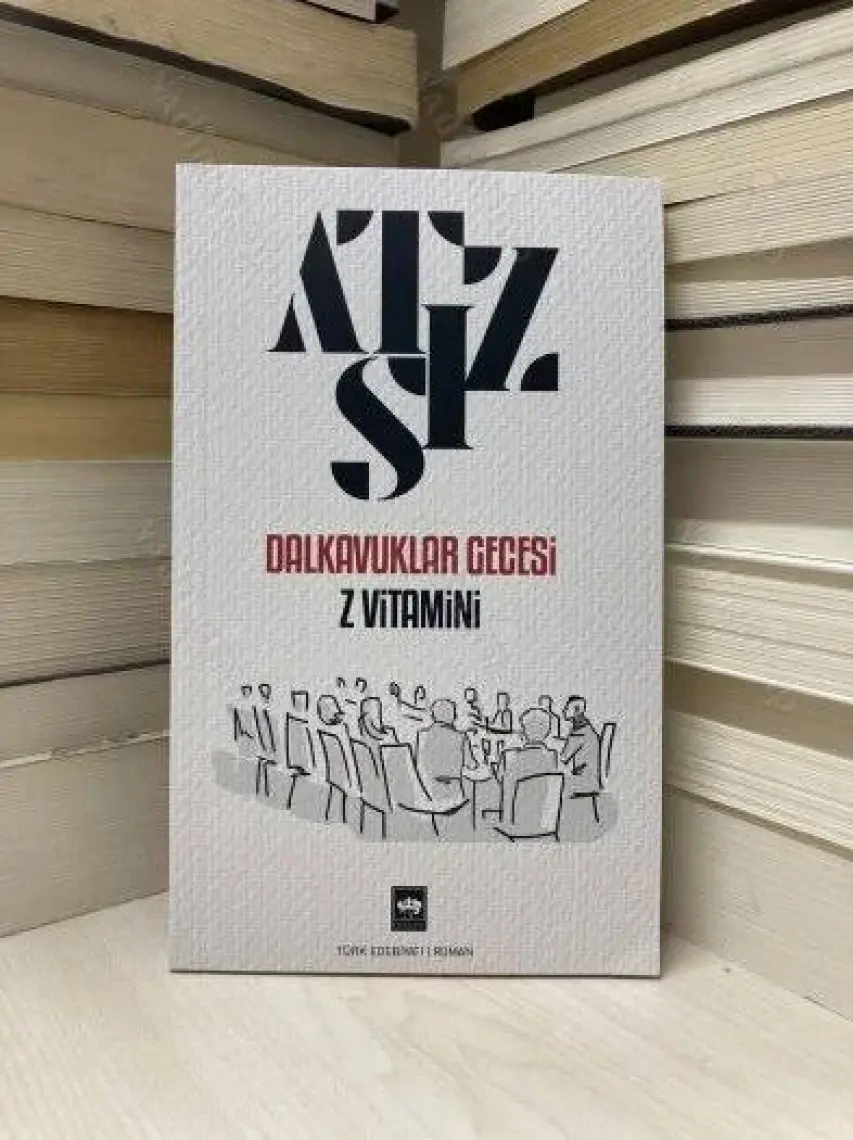 ATSIZ
DALKAVUKLAR GECESİ
Z VİTAMİNİ
TÜRK EDEBİYATI | ROMAN